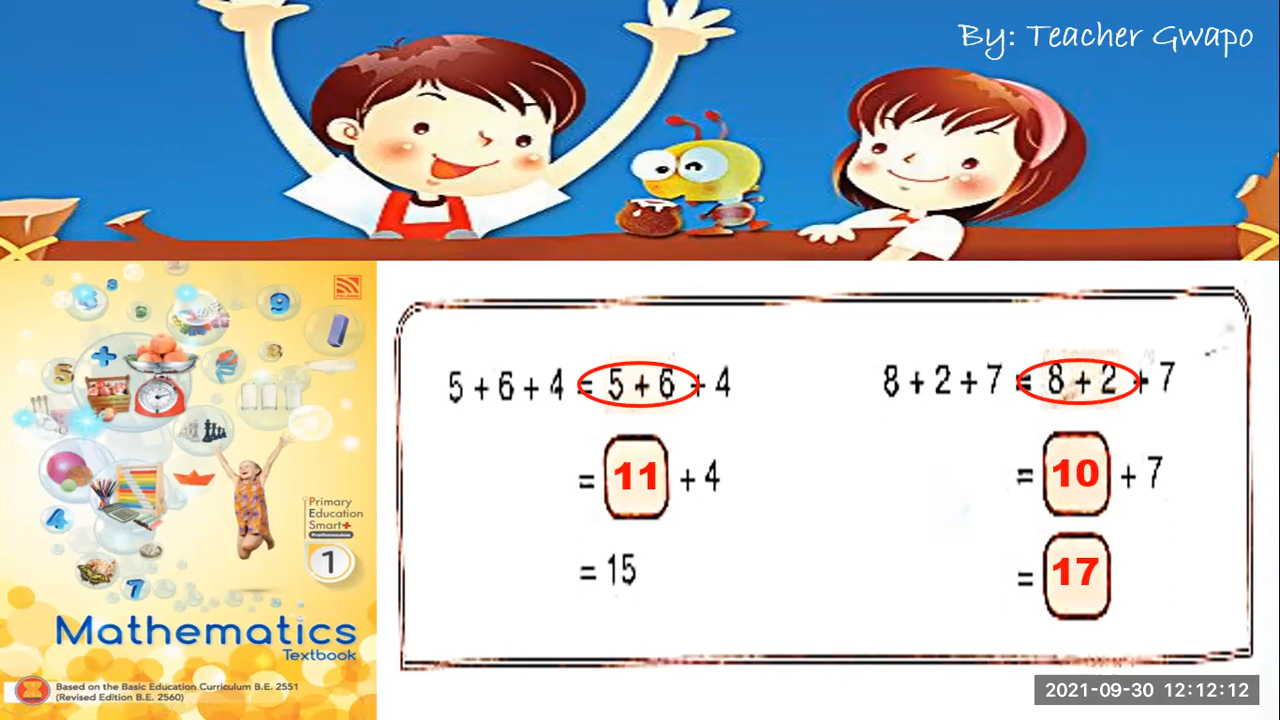 By: Teacher Gwapo
PELANGI
Primary
Education
Smart+
Prathomsuksa
1
Mathematics
Textbook
Based on the Basic Education Curriculum B.E. 2551
(Revised Edition B.E. 2560)
5 + 6 + 4 = 5 + 6 + 4
= 11 + 4
= 15
8 + 2 + 7 = 8 + 2 + 7
= 10 + 7
= 17
2021-09-30 12:12:12